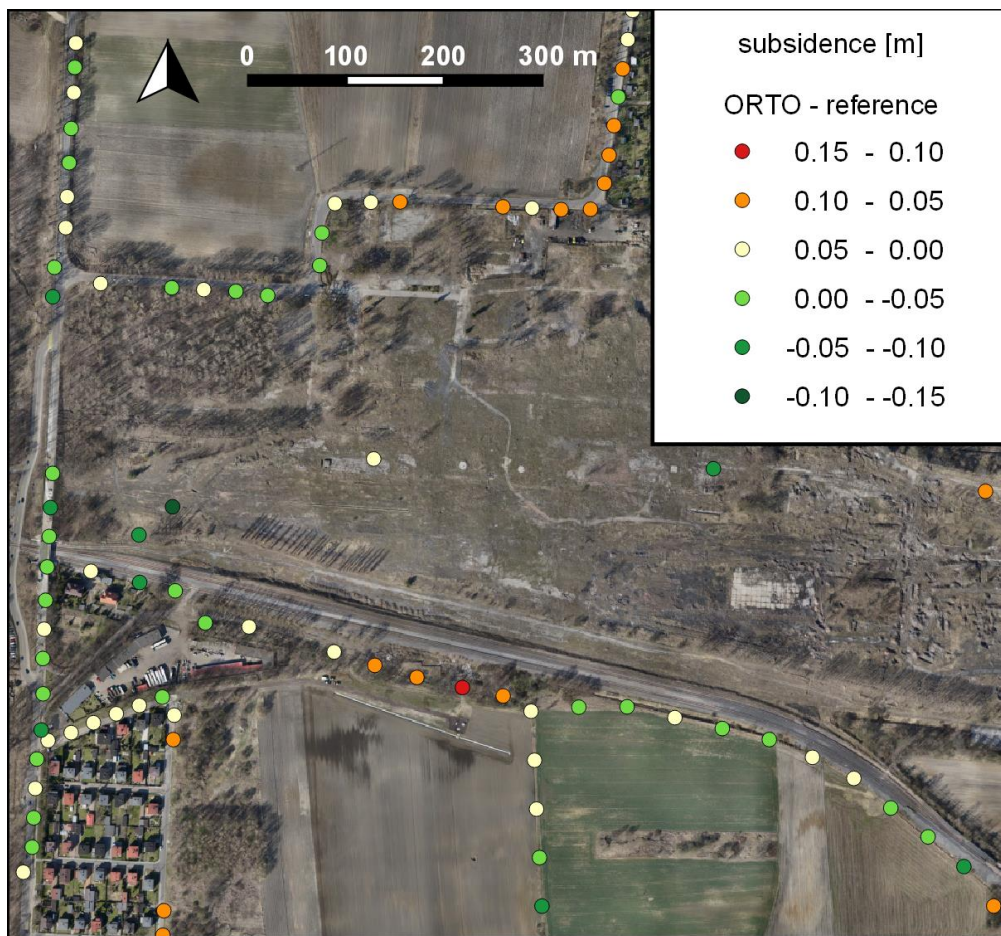 0 100 200 300 m
subsidence [m]
ORTO - reference
0.15 - 0.10
0.10 - 0.05
0.05 - 0.00
0.00 - -0.05
-0.05 - -0.10
-0.10 - -0.15